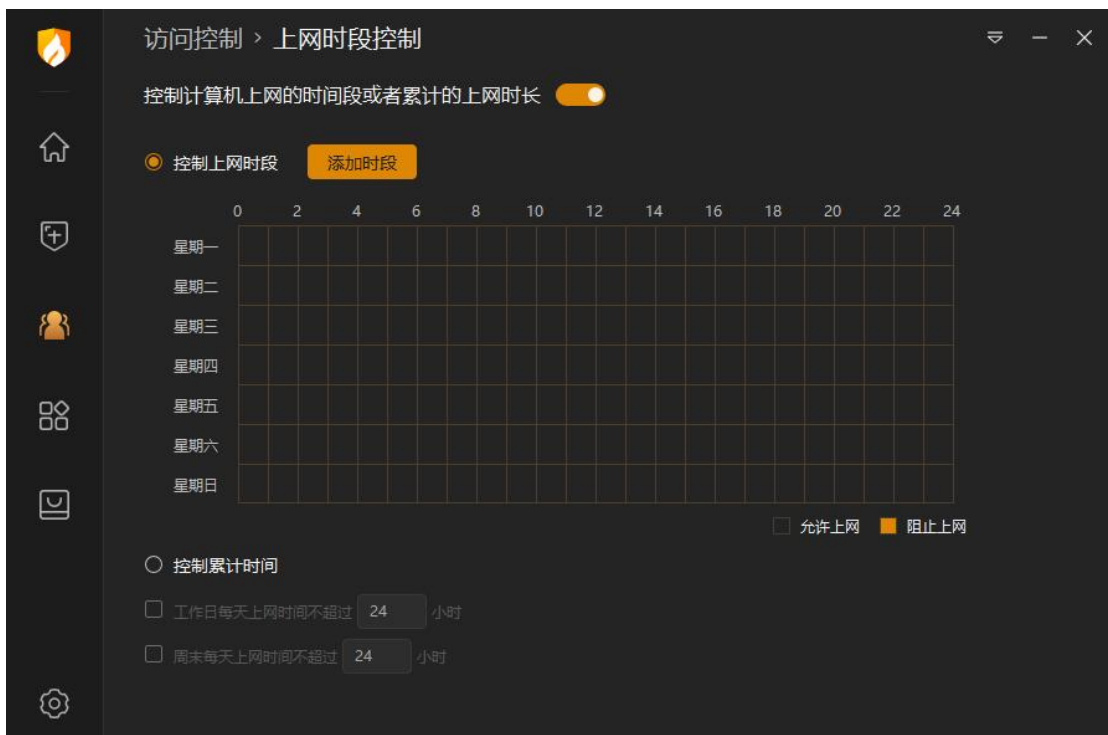 访问控制 > 上网时段控制
控制计算机上网的时间段或者累计的上网时长
控制上网时段 添加时段
0 2 4 6 8 10 12 14 16 18 20 22 24
星期一
星期二
星期三
星期四
星期五
星期六
星期日
允许上网 阻止上网
控制累计时间
工作日每天上网时间不超过 24 小时
周末每天上网时间不超过 24 小时